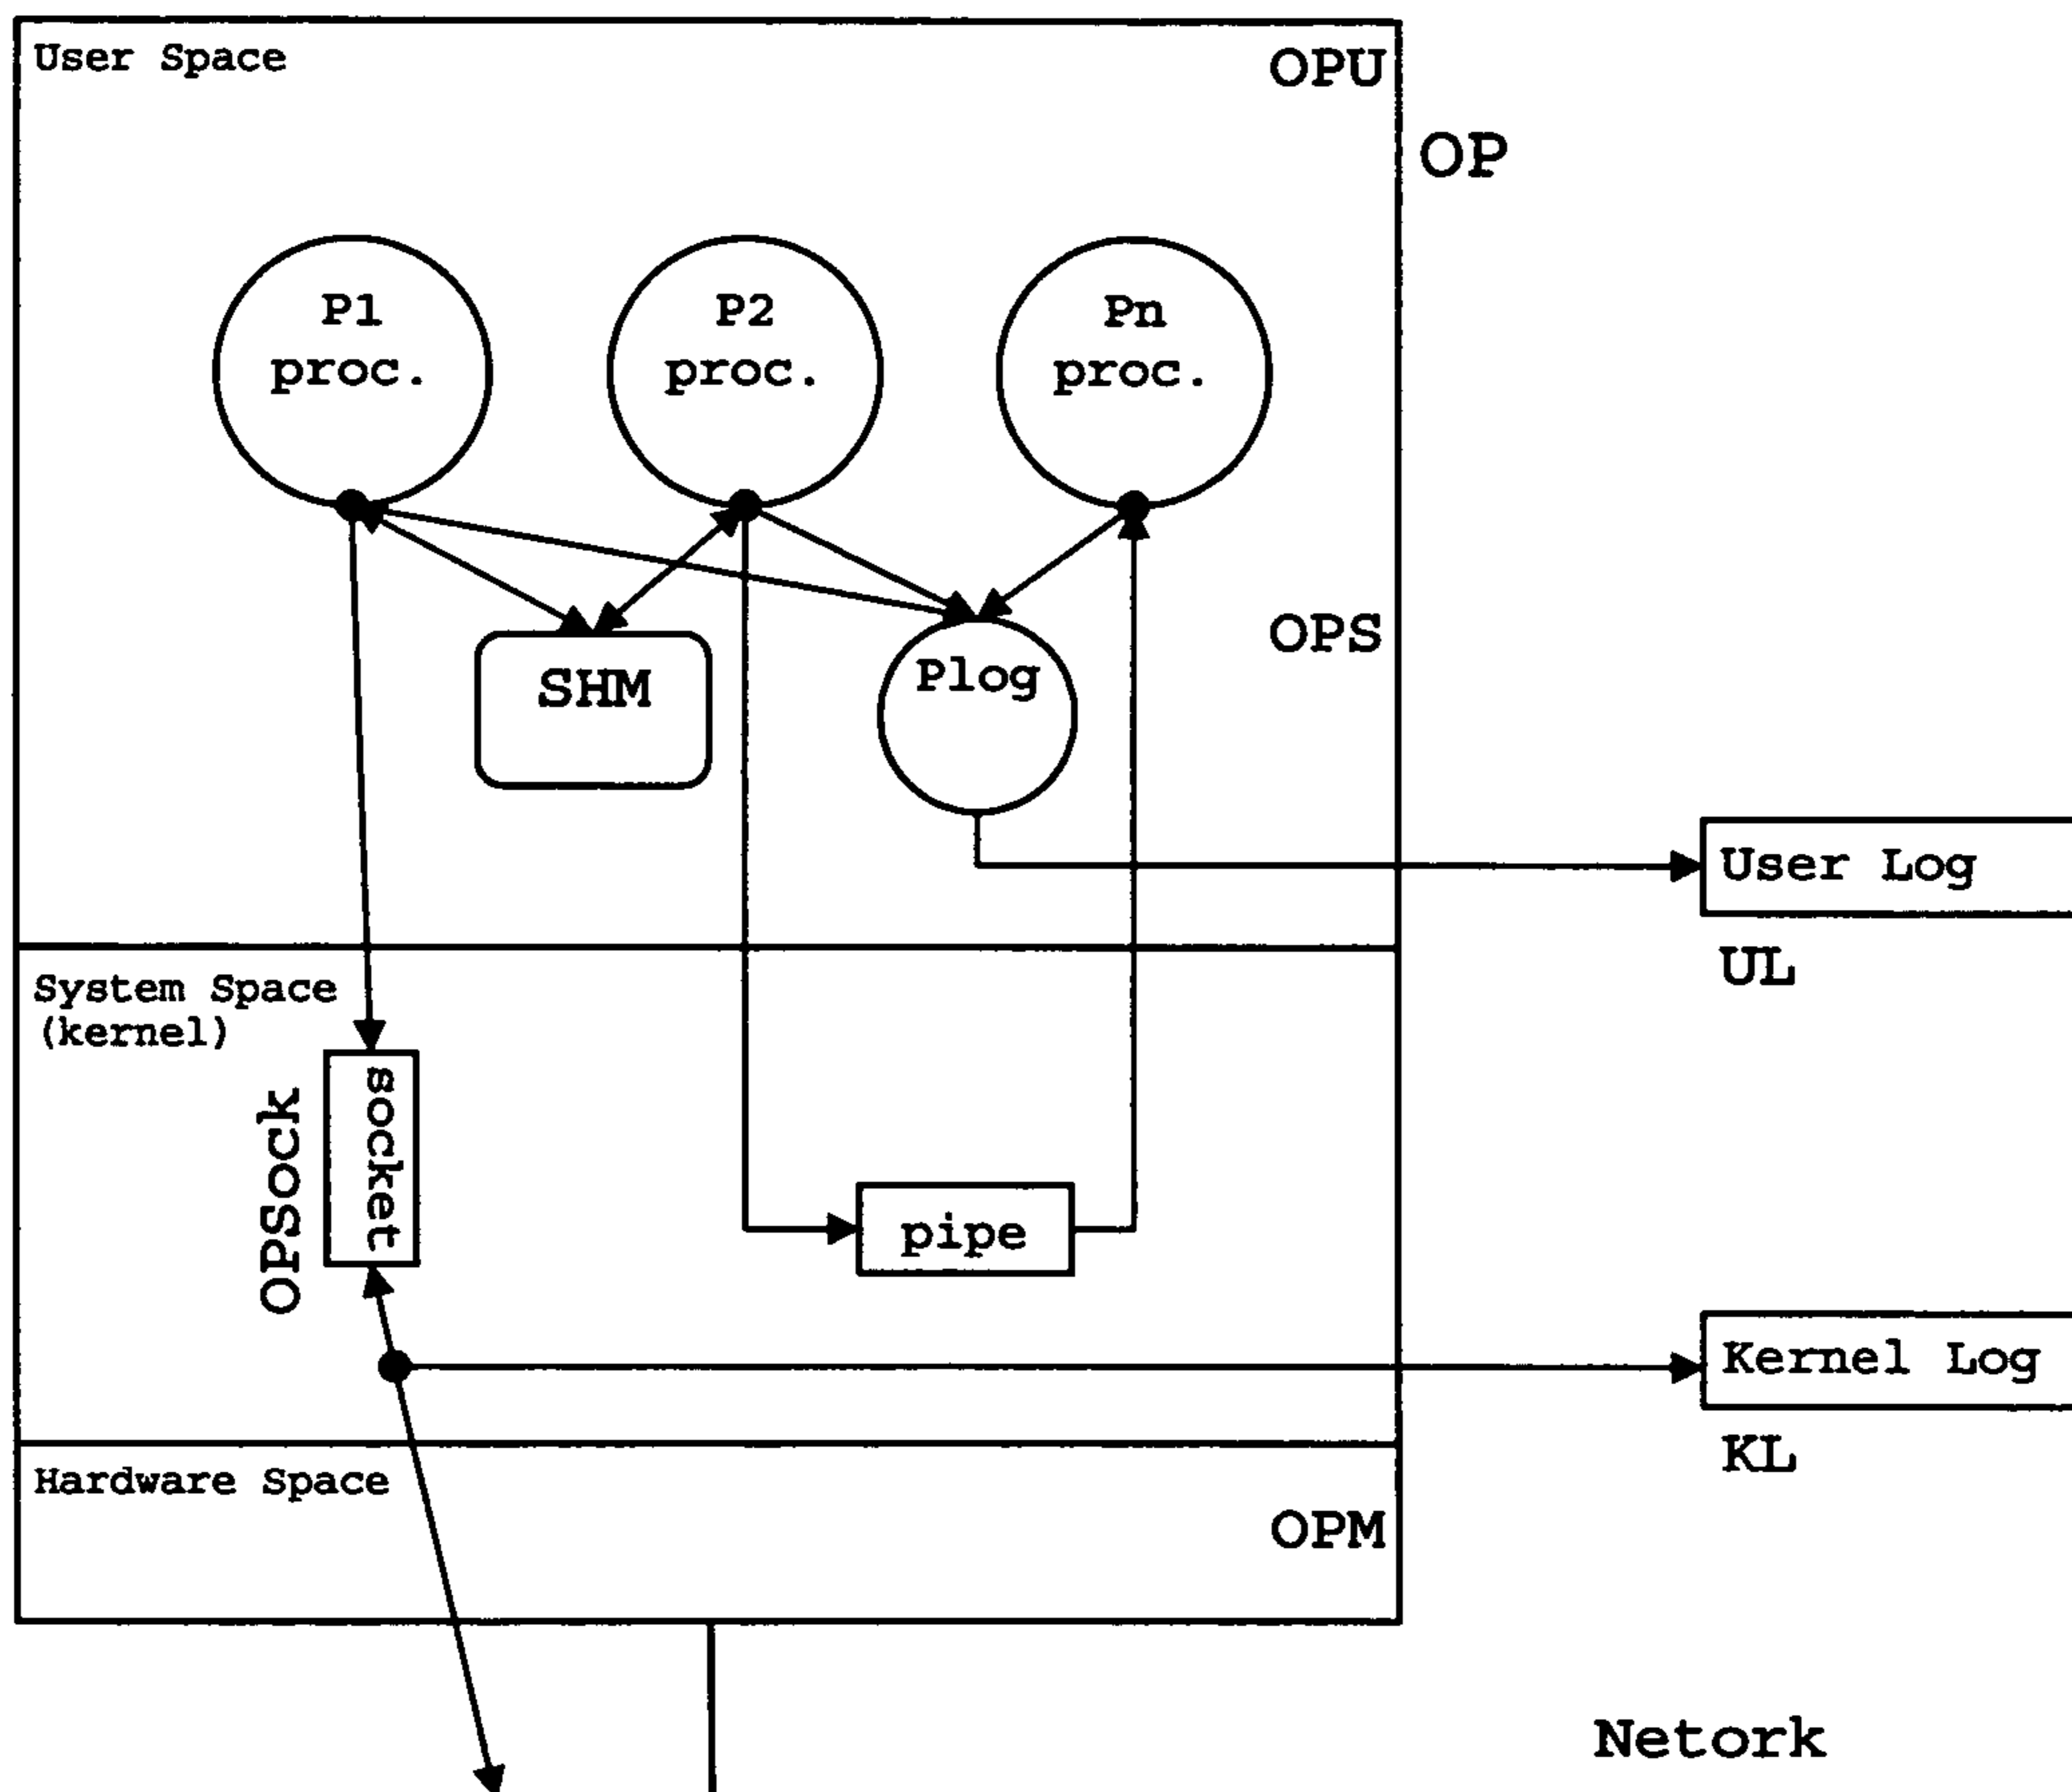 User Space
OPU
OP
P1
proc.
P2
proc.
Pn
proc.
OPS
SHM
Plog
User Log
UL
System Space
(kernel)
OPSock
socket
pipe
Kernel Log
KL
Hardware Space
OPM
Netork